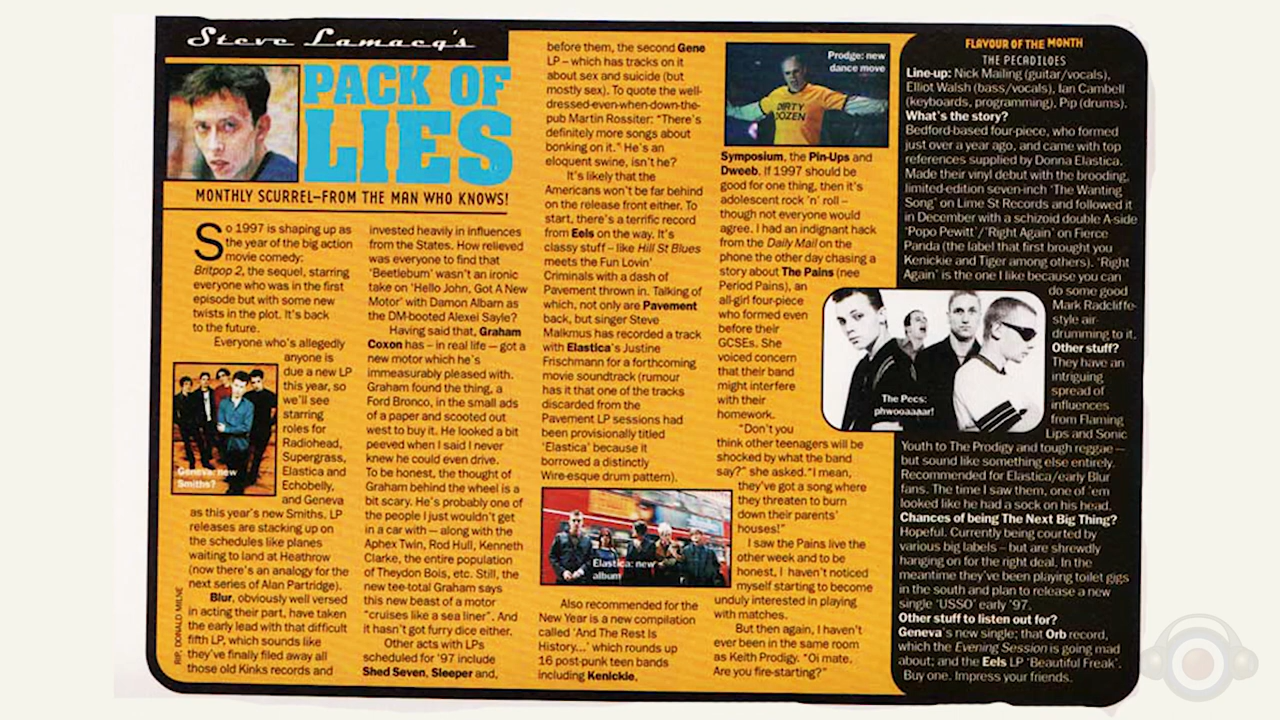 Steve Lamacq's
PACK OF
LIES
MONTHLY SCURREL–FROM THE MAN WHO KNOWS!
So 1997 is shaping up as
the year of the big action
movie comedy:
Britpop 2, the sequel, starring
everyone who was in the first
episode but with some new
twists in the plot. It's back
to the future.
Everyone who's allegedly
anyone is
due a new LP
this year, so
we'll see
starring
roles for
Radiohead,
Supergrass,
Elastica and
Echobelly,
and Geneva
as this year's new Smiths. LP
releases are stacking up on
the schedules like planes
waiting to land at Heathrow
(now there's an analogy for the
next series of Alan Partridge).
Blur, obviously well versed
in acting their part, have taken
the early lead with that difficult
fifth LP, which sounds like
they've finally filed away all
those old Kinks records and
Geneva: new
Smiths?
RIP, DONALD MILNE
invested heavily in influences
from the States. How relieved
was everyone to find that
'Beetlebum' wasn't an ironic
take on 'Hello John, Got A New
Motor' with Damon Albarn as
the DM-booted Alexei Sayle?
Having said that, Graham
Coxon has – in real life – got a
new motor which he's
immeasurably pleased with.
Graham found the thing, a
Ford Bronco, in the small ads
of a paper and scooted out
west to buy it. He looked a bit
peeved when I said I never
knew he could even drive.
To be honest, the thought of
Graham behind the wheel is a
bit scary. He's probably one of
the people I just wouldn't get
in a car with – along with the
Aphex Twin, Rod Hull, Kenneth
Clarke, the entire population
of Theydon Bois, etc. Still, the
new tee-total Graham says
this new beast of a motor
"cruises like a sea liner". And
it hasn't got furry dice either.
Other acts with LPs
scheduled for '97 include
Shed Seven, Sleeper and,
before them, the second Gene
LP – which has tracks on it
about sex and suicide (but
mostly sex). To quote the well-
dressed-even-when-down-the-
pub Martin Rossiter: "There's
definitely more songs about
bonking on it." He's an
eloquent swine, isn't he?
It's likely that the
Americans won't be far behind
on the release front either. To
start, there's a terrific record
from Eels on the way. It's
classy stuff – like Hill St Blues
meets the Fun Lovin'
Criminals with a dash of
Pavement thrown in. Talking of
which, not only are Pavement
back, but singer Steve
Malkmus has recorded a track
with Elastica's Justine
Frischmann for a forthcoming
movie soundtrack (rumour
has it that one of the tracks
discarded from the
Pavement LP sessions had
been provisionally titled
'Elastica' because it
borrowed a distinctly
Wire-esque drum pattern).
Elastica: new
album
Also recommended for the
New Year is a new compilation
called 'And The Rest Is
History...' which rounds up
16 post-punk teen bands
including Kenickie,
Prodge: new
dance move
DIRTY
DOZEN
Symposium, the Pin-Ups and
Dweeb. If 1997 should be
good for one thing, then it's
adolescent rock 'n' roll –
though not everyone would
agree. I had an indignant hack
from the Daily Mail on the
phone the other day chasing a
story about The Pains (nee
Period Pains), an
all-girl four-piece
who formed even
before their
GCSEs. She
voiced concern
that their band
might interfere
with their
homework.
"Don't you
think other teenagers will be
shocked by what the band
say?" she asked. "I mean,
they've got a song where
they threaten to burn
down their parents'
houses!"
I saw the Pains live the
other week and to be
honest, I haven't noticed
myself starting to become
unduly interested in playing
with matches.
But then again, I haven't
ever been in the same room
as Keith Prodigy. "Oi mate.
Are you fire-starting?"
FLAVOUR OF THE MONTH
THE PECADILOES
Line-up: Nick Mailing (guitar/vocals),
Elliot Walsh (bass/vocals), Ian Cambell
(keyboards, programming), Pip (drums).
What's the story?
Bedford-based four-piece, who formed
just over a year ago, and came with top
references supplied by Donna Elastica.
Made their vinyl debut with the brooding,
limited-edition seven-inch 'The Wanting
Song' on Lime St Records and followed it
in December with a schizoid double A-side
'Popo Pewitt'/'Right Again' on Fierce
Panda (the label that first brought you
Kenickie and Tiger among others). 'Right
Again' is the one I like because you can
do some good
Mark Radcliffe-
style air
drumming to it.
Other stuff?
They have an
intriguing
spread of
influences
from Flaming
Lips and Sonic
Youth to The Prodigy and tough reggae –
but sound like something else entirely.
Recommended for Elastica/early Blur
fans. The time I saw them, one of 'em
looked like he had a sock on his head.
Chances of being The Next Big Thing?
Hopeful. Currently being courted by
various big labels – but are shrewdly
hanging on for the right deal. In the
meantime they've been playing toilet gigs
in the south and plan to release a new
single 'USSO' early '97.
Other stuff to listen out for?
Geneva's new single; that Orb record,
which the Evening Session is going mad
about; and the Eels LP 'Beautiful Freak'.
Buy one. Impress your friends.
The Pecs:
phwooaaar!